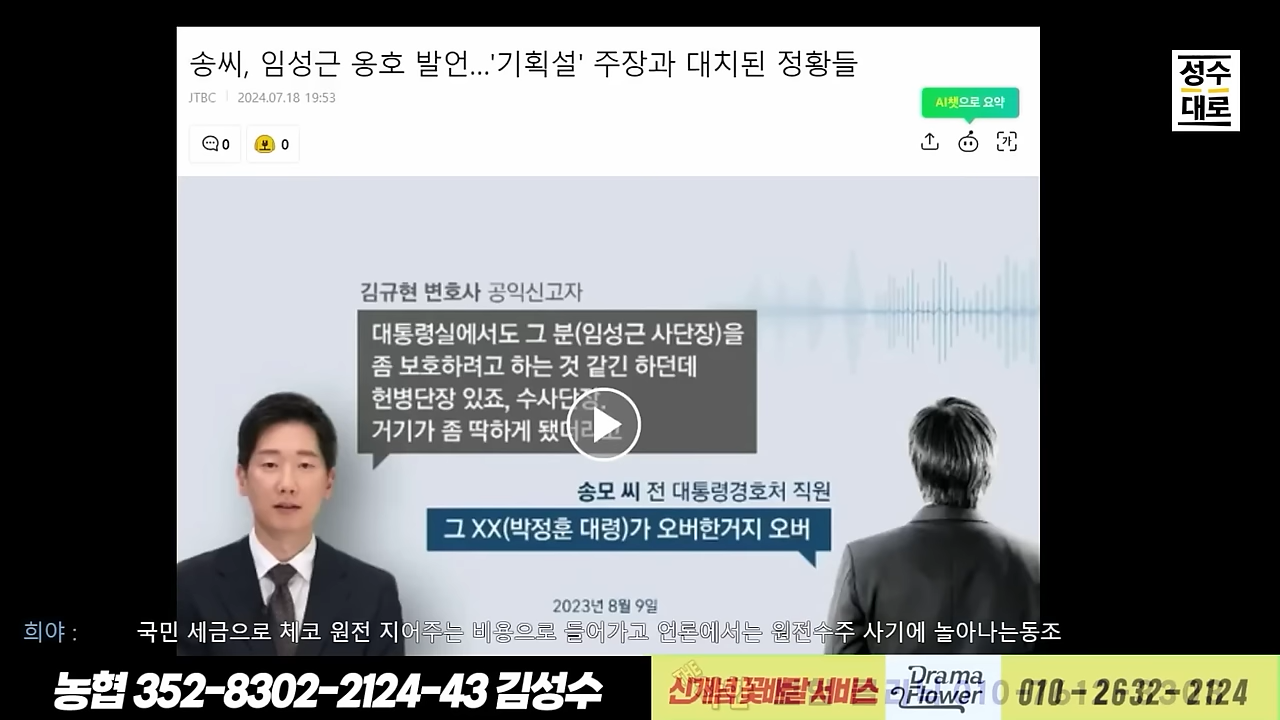 송씨, 임성근 옹호 발언...'기획설' 주장과 대치된 정황들
JTBC 2024.07.18 19:53
AI챗으로 요약
성수
대로
0
0
가
김규현 변호사 공익신고자
대통령실에서도 그 분(임성근 사단장)을
좀 보호하려고 하는 것 같긴 하던데
헌병단장 있죠, 수사단장.
거기가 좀 딱하게 됐더라고
송모 씨 전 대통령경호처 직원
그 XX(박정훈 대령)가 오버한거지 오버
2023년 8월 9일
희야 : 국민 세금으로 체코 원전 지어주는 비용으로 들어가고 언론에서는 원전수주 사기에 놀아나는동조
농협 352-8302-2124-43 김성수
신개념 꽃배달 서비스
Drama
Flower
010-2632-2124